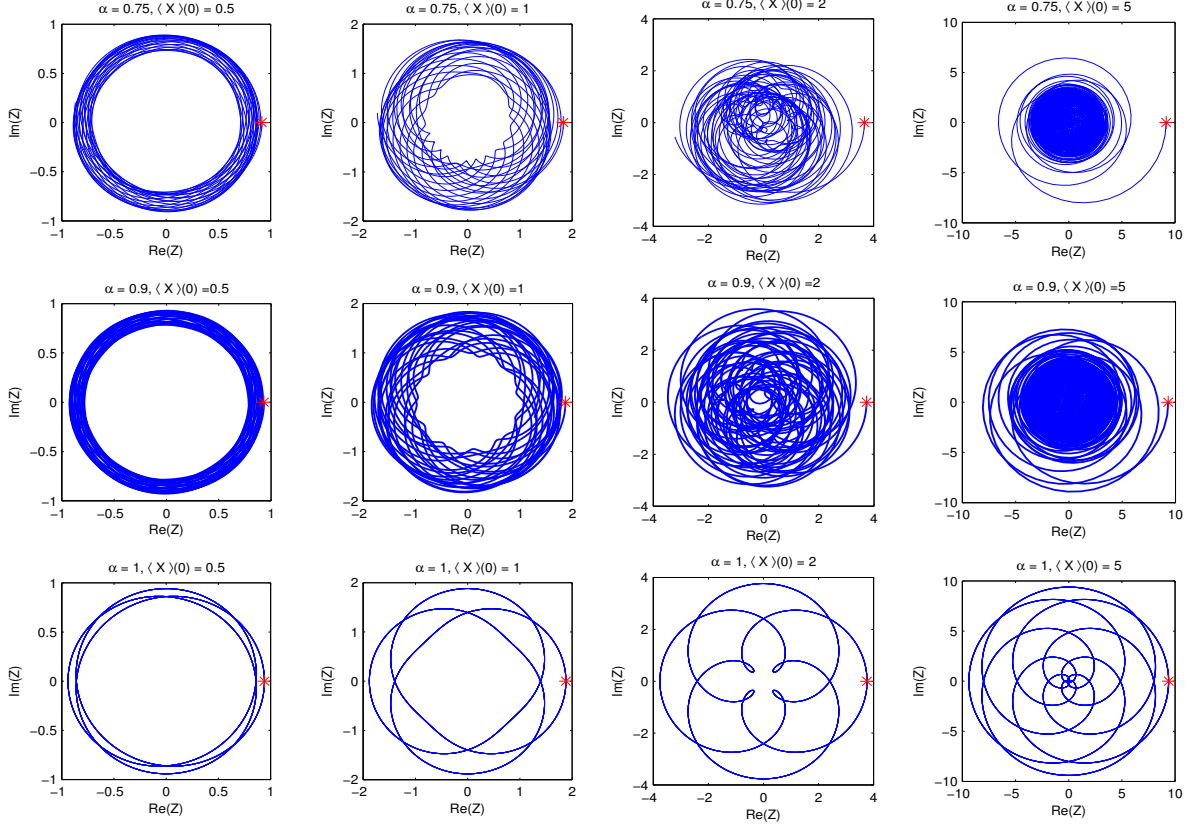 α = 0.75, ⟨ X ⟩(0) = 0.5
1
0.5
0
−0.5
−1
Im(Z)
−1 −0.5 0 0.5 1
Re(Z)
α = 0.75, ⟨ X ⟩(0) = 1
2
1
0
−1
−2
Im(Z)
−2 −1 0 1 2
Re(Z)
α = 0.75, ⟨ X ⟩(0) = 2
4
2
0
−2
−4
Im(Z)
−4 −2 0 2 4
Re(Z)
α = 0.75, ⟨ X ⟩(0) = 5
10
5
0
−5
−10
Im(Z)
−10 −5 0 5 10
Re(Z)
α = 0.9, ⟨ X ⟩(0) =0.5
1
0.5
0
−0.5
−1
Im(Z)
−1 −0.5 0 0.5 1
Re(Z)
α = 0.9, ⟨ X ⟩(0) =1
2
1
0
−1
−2
Im(Z)
−2 −1 0 1 2
Re(Z)
α = 0.9, ⟨ X ⟩(0) =2
4
2
0
−2
−4
Im(Z)
−4 −2 0 2 4
Re(Z)
α = 0.9, ⟨ X ⟩(0) =5
10
5
0
−5
−10
Im(Z)
−10 −5 0 5 10
Re(Z)
α = 1, ⟨ X ⟩(0) = 0.5
1
0.5
0
−0.5
−1
Im(Z)
−1 −0.5 0 0.5 1
Re(Z)
α = 1, ⟨ X ⟩(0) = 1
2
1
0
−1
−2
Im(Z)
−2 −1 0 1 2
Re(Z)
α = 1, ⟨ X ⟩(0) = 2
4
2
0
−2
−4
Im(Z)
−4 −2 0 2 4
Re(Z)
α = 1, ⟨ X ⟩(0) = 5
10
5
0
−5
−10
Im(Z)
−10 −5 0 5 10
Re(Z)